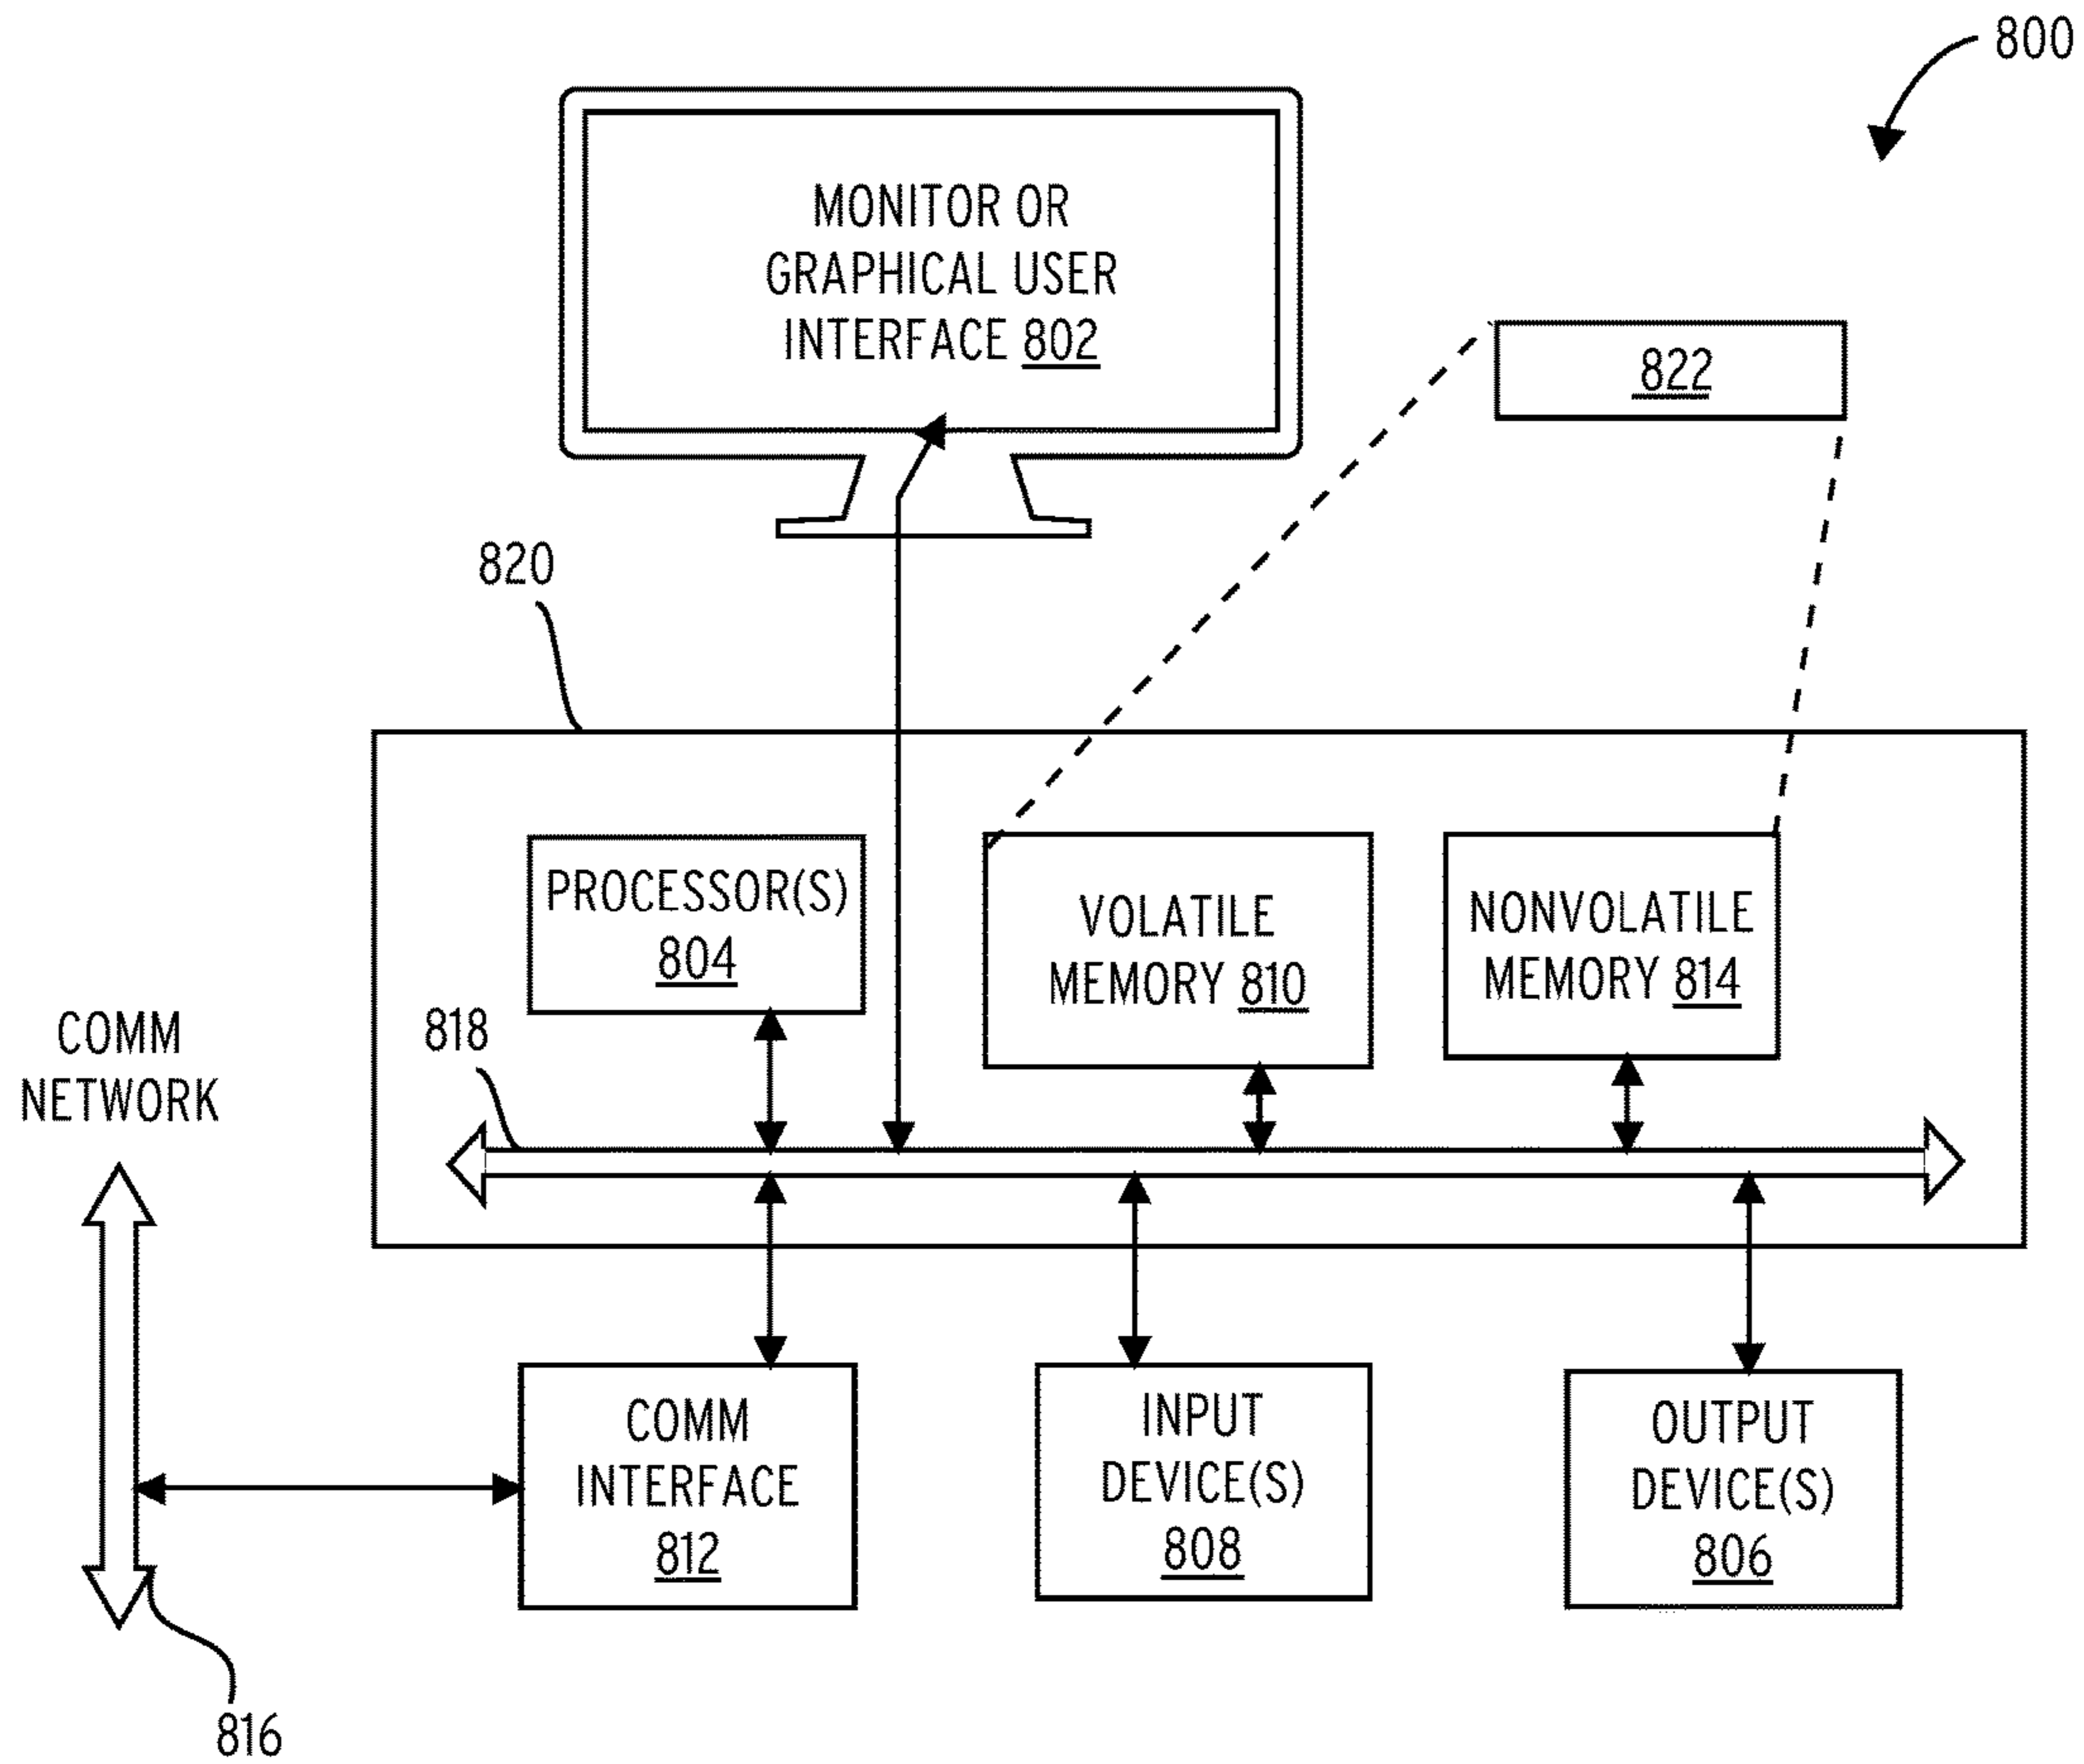 800
MONITOR OR
GRAPHICAL USER
INTERFACE 802
822
820
PROCESSOR(S)
804
VOLATILE
MEMORY 810
NONVOLATILE
MEMORY 814
818
COMM
NETWORK
COMM
INTERFACE
812
INPUT
DEVICE(S)
808
OUTPUT
DEVICE(S)
806
816